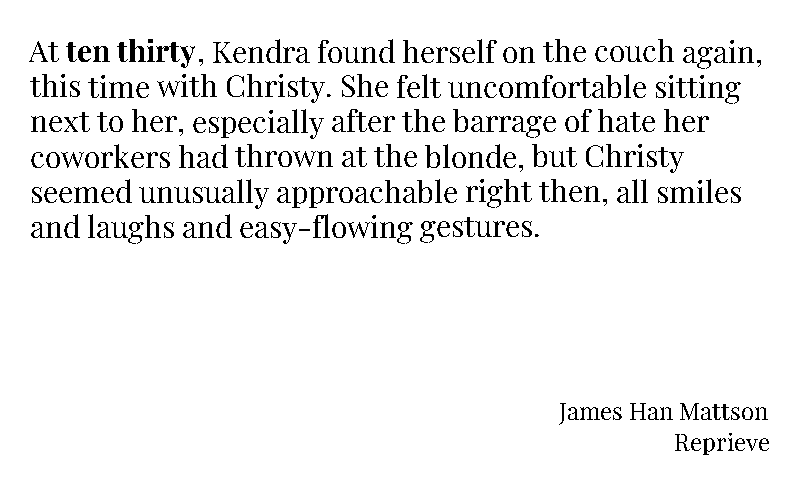 At ten thirty, Kendra found herself on the couch again,
this time with Christy. She felt uncomfortable sitting
next to her, especially after the barrage of hate her
coworkers had thrown at the blonde, but Christy
seemed unusually approachable right then, all smiles
and laughs and easy-flowing gestures.
James Han Mattson
Reprieve